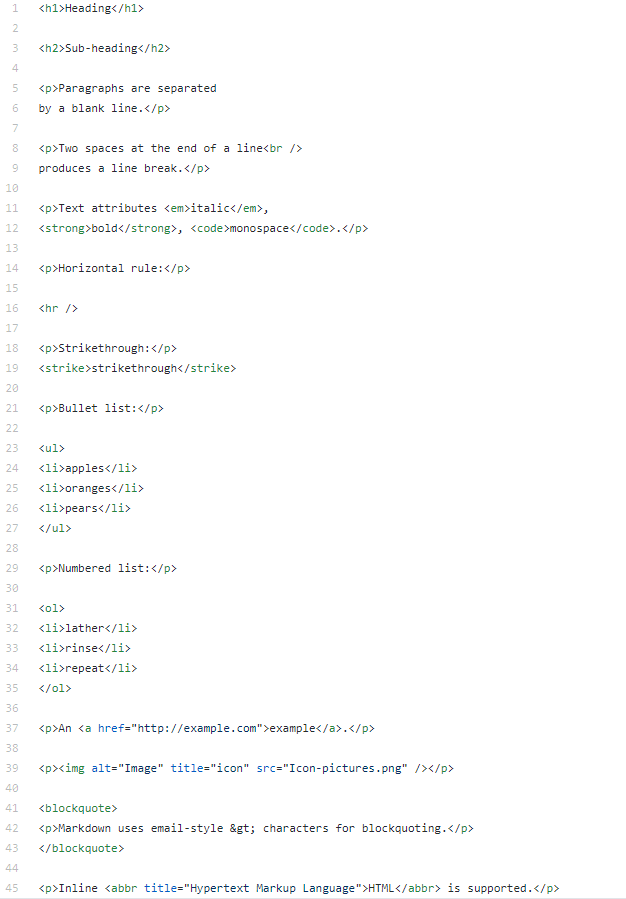 1 <h1>Heading</h1>
2
3 <h2>Sub-heading</h2>
4
5 <p>Paragraphs are separated
6 by a blank line.</p>
7
8 <p>Two spaces at the end of a line<br />
9 produces a line break.</p>
10
11 <p>Text attributes <em>italic</em>,
12 <strong>bold</strong>, <code>monospace</code>.</p>
13
14 <p>Horizontal rule:</p>
15
16 <hr />
17
18 <p>Strikethrough:</p>
19 <strike>strikethrough</strike>
20
21 <p>Bullet list:</p>
22
23 <ul>
24 <li>apples</li>
25 <li>oranges</li>
26 <li>pears</li>
27 </ul>
28
29 <p>Numbered list:</p>
30
31 <ol>
32 <li>lather</li>
33 <li>rinse</li>
34 <li>repeat</li>
35 </ol>
36
37 <p>An <a href="http://example.com">example</a>.</p>
38
39 <p><img alt="Image" title="icon" src="Icon-pictures.png" /></p>
40
41 <blockquote>
42 <p>Markdown uses email-style &gt; characters for blockquoting.</p>
43 </blockquote>
44
45 <p>Inline <abbr title="Hypertext Markup Language">HTML</abbr> is supported.</p>